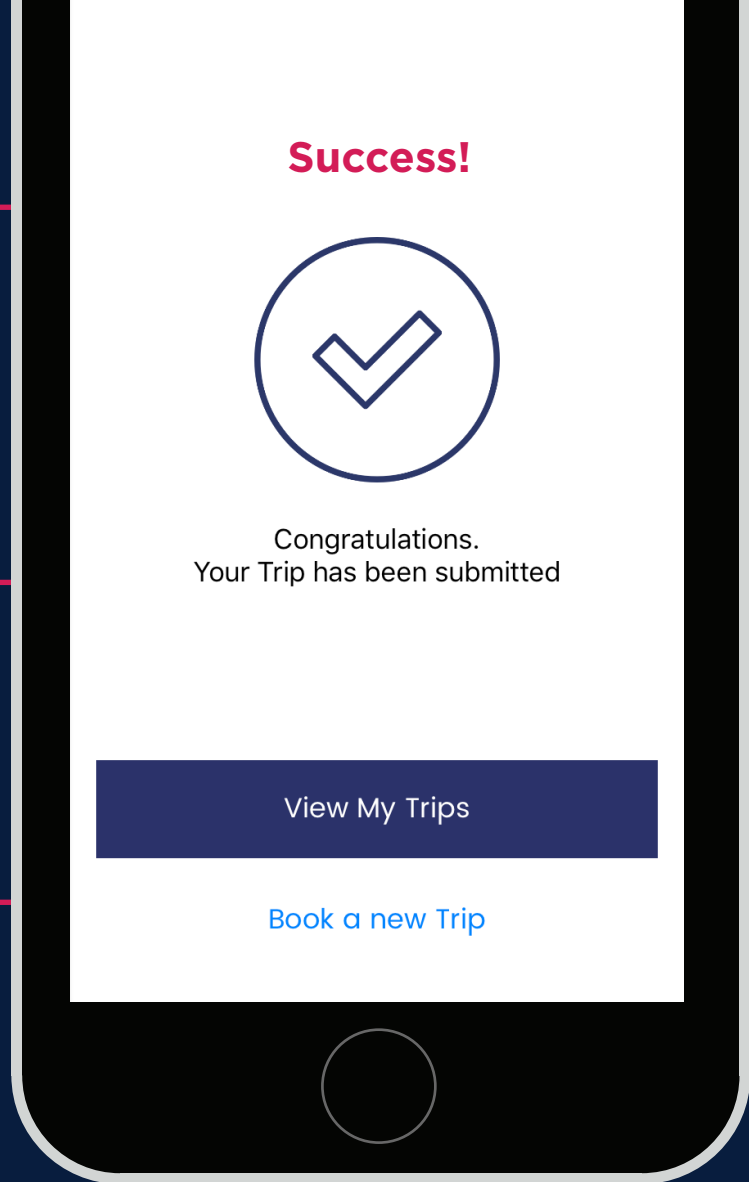 Success!
Congratulations.
Your Trip has been submitted
View My Trips
Book a new Trip